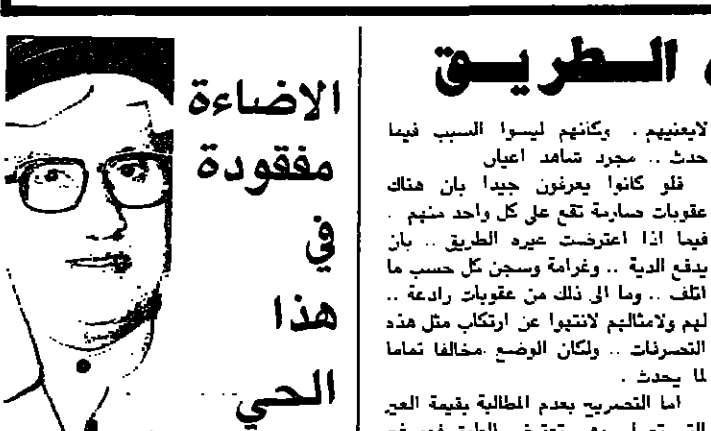 الطريق
لايعنيهم . وكأنهم ليسوا السبب فيما
حدث .. مجرد شاهد اعيان
فلو كانوا يعرفون جيدا بان هناك
عقوبات صارمة تقع على كل واحد منهم .
فيما اذا اعترضت عيره الطريق .. بان
يدفع الدية .. وغرامة وسجن كل حسب ما
اتلف .. وما الى ذلك من عقوبات رادعة ..
لهم ولامثالهم لانتهوا عن ارتكاب مثل هذه
التصرفات .. ولكان الوضع مخالفا تماما
لما يحدث .
اما التصريح بعدم المطالبة بقيمة العير
الاضاءة
مفقودة
في
هذا
الحي